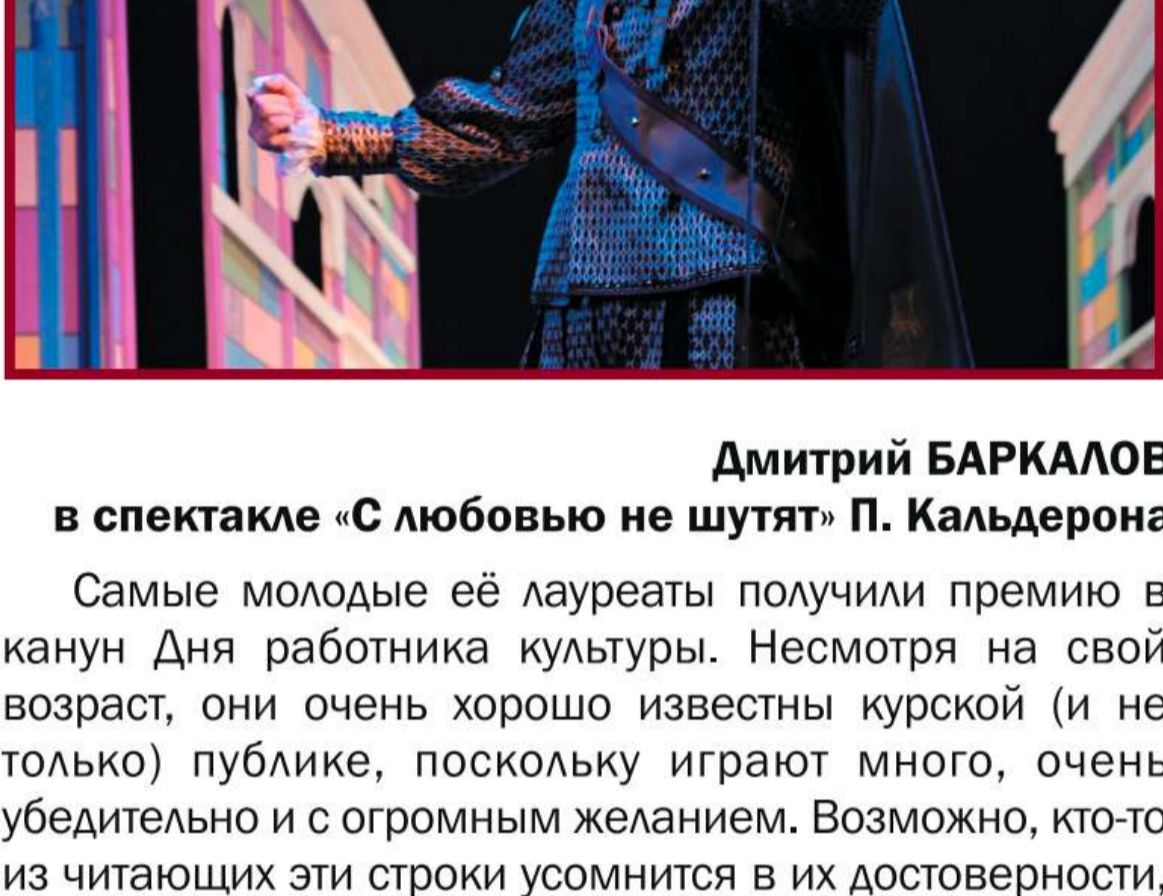 Дмитрий БАРКАЛОВ
в спектакле «С любовью не шутят» П. Кальдерона
Самые молодые её лауреаты получили премию в
канун Дня работника культуры. Несмотря на свой
возраст, они очень хорошо известны курской (и не
только) публике, поскольку играют много, очень
убедительно и с огромным желанием. Возможно, кто-то
из читающих эти строки усомнится в их достоверности,